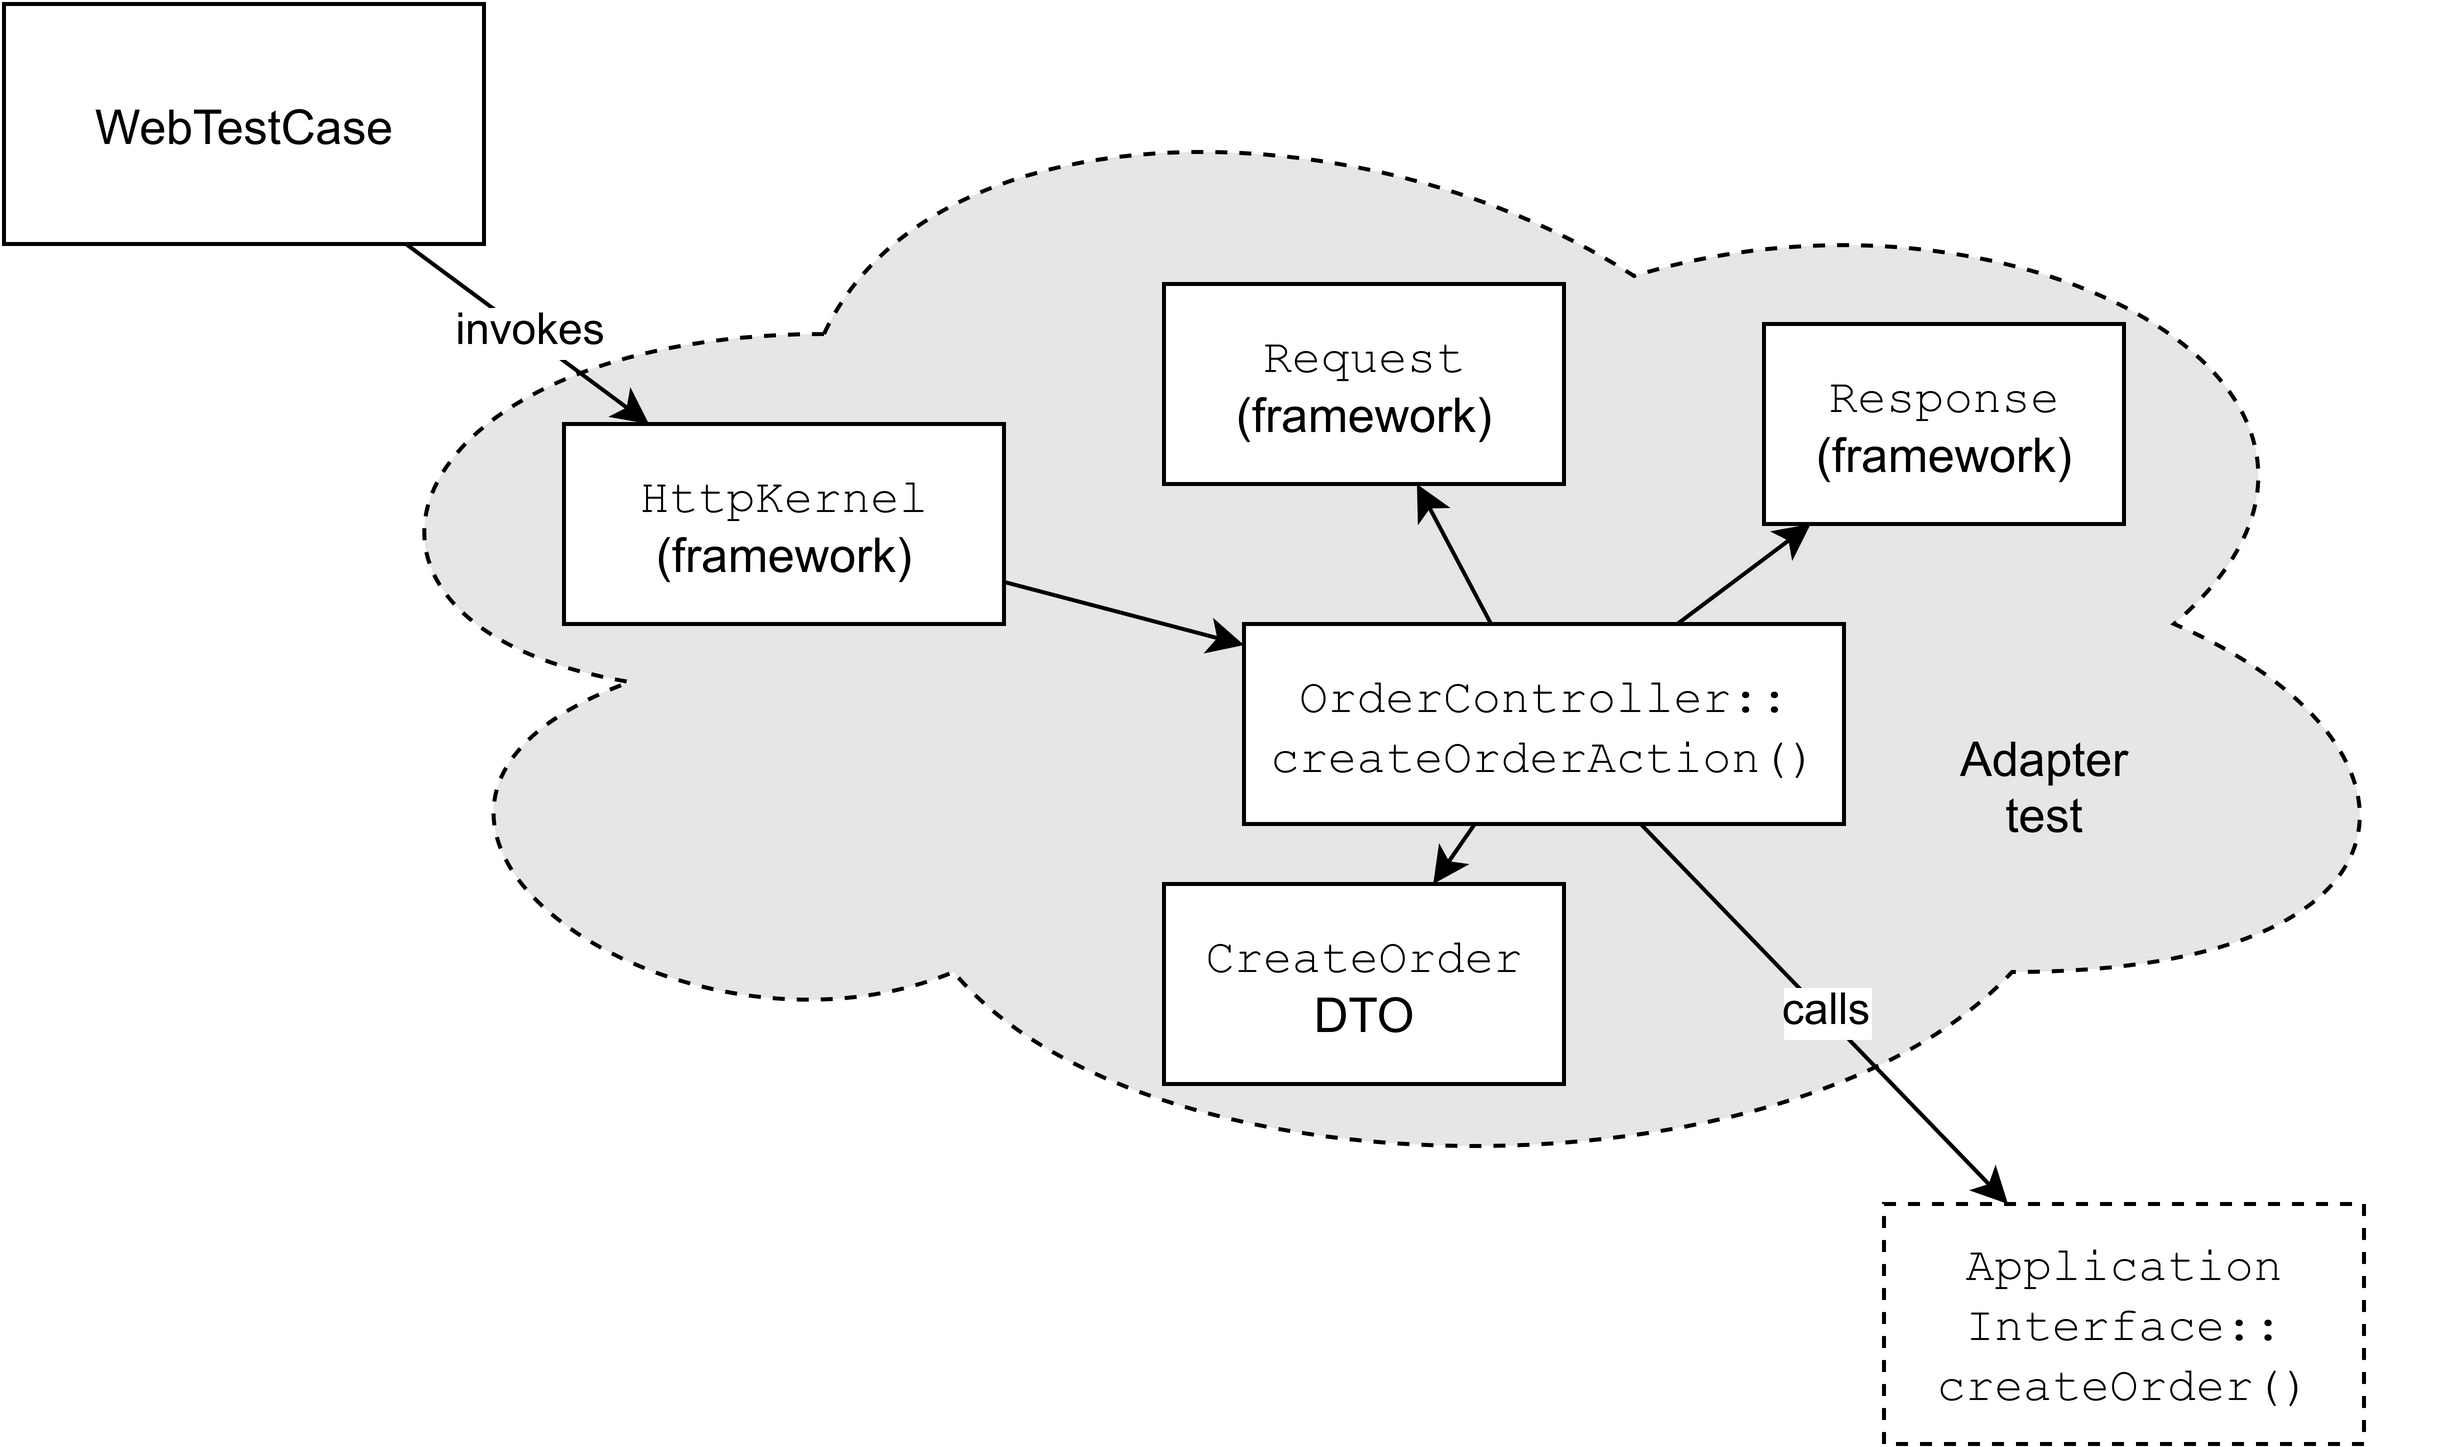 WebTestCase
invokes
HttpKernel
(framework)
Request
(framework)
Response
(framework)
OrderController::
createOrderAction()
Adapter
test
CreateOrder
DTO
calls
Application
Interface::
createOrder()